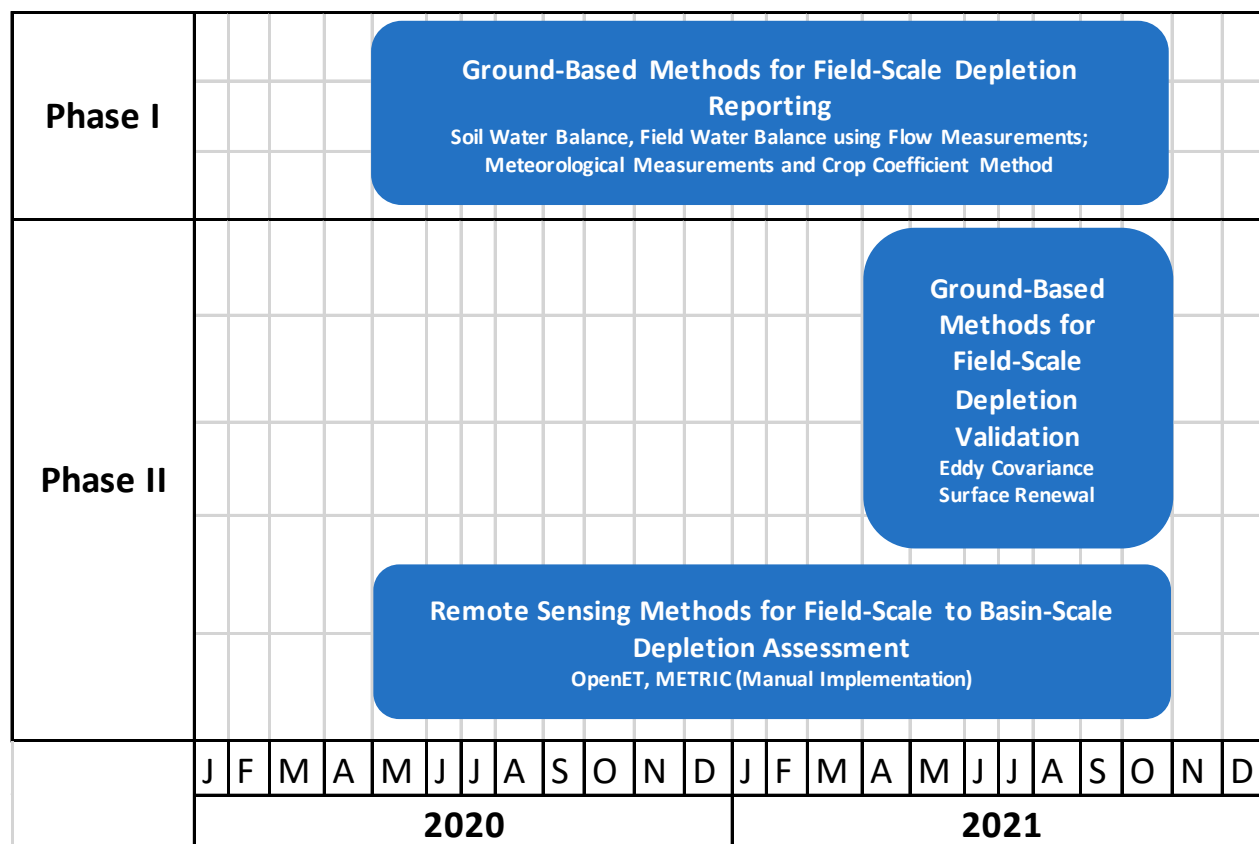 Phase I
Ground-Based Methods for Field-Scale Depletion
Reporting
Soil Water Balance, Field Water Balance using Flow Measurements;
Meteorological Measurements and Crop Coefficient Method
Phase II
Ground-Based
Methods for
Field-Scale
Depletion
Validation
Eddy Covariance
Surface Renewal
Remote Sensing Methods for Field-Scale to Basin-Scale
Depletion Assessment
OpenET, METRIC (Manual Implementation)
J F M A M J J A S O N D J F M A M J J A S O N D
2020 2021